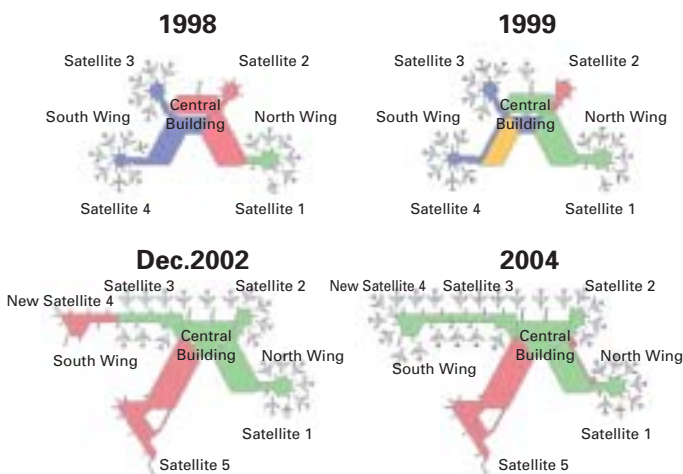 1998
Satellite 3
Satellite 2
South Wing
Central
Building
North Wing
Satellite 4
Satellite 1
1999
Satellite 3
Satellite 2
South Wing
Central
Building
North Wing
Satellite 4
Satellite 1
Dec.2002
Satellite 3
Satellite 2
New Satellite 4
South Wing
Central
Building
North Wing
Satellite 1
Satellite 5
2004
New Satellite 4
Satellite 3
Satellite 2
South Wing
Central
Building
North Wing
Satellite 1
Satellite 5